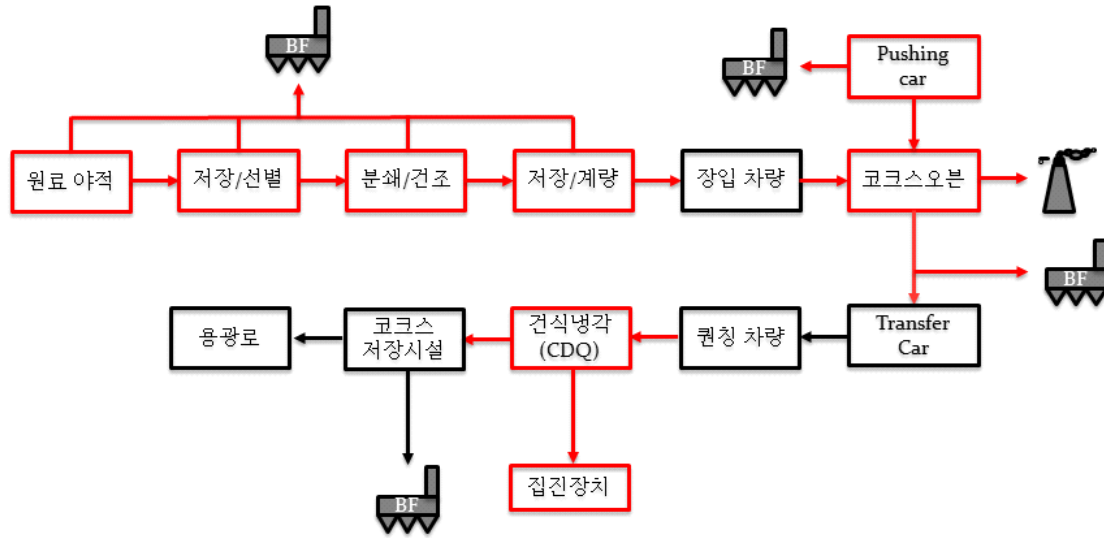 BF
BF
Pushing
car
원료 야적
저장/선별
분쇄/건조
저장/계량
장입 차량
코크스오븐
BF
용광로
코크스
저장시설
건식냉각
(CDQ)
퀀칭 차량
Transfer
Car
BF
집진장치